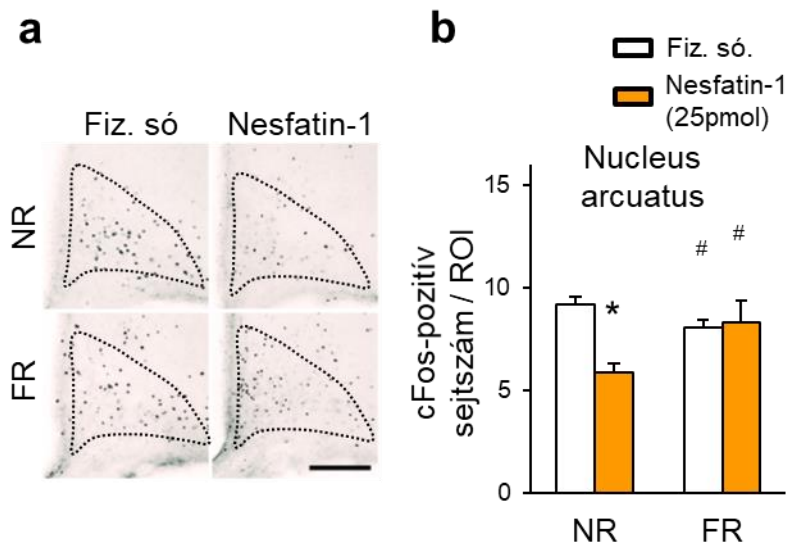 a
Fiz. só
Nesfatin-1
NR
FR
b
Fiz. só.
Nesfatin-1
(25pmol)
Nucleus
arcuatus
cFos-pozitív
sejtszám / ROI
15
10
5
0
*
#
#
NR
FR